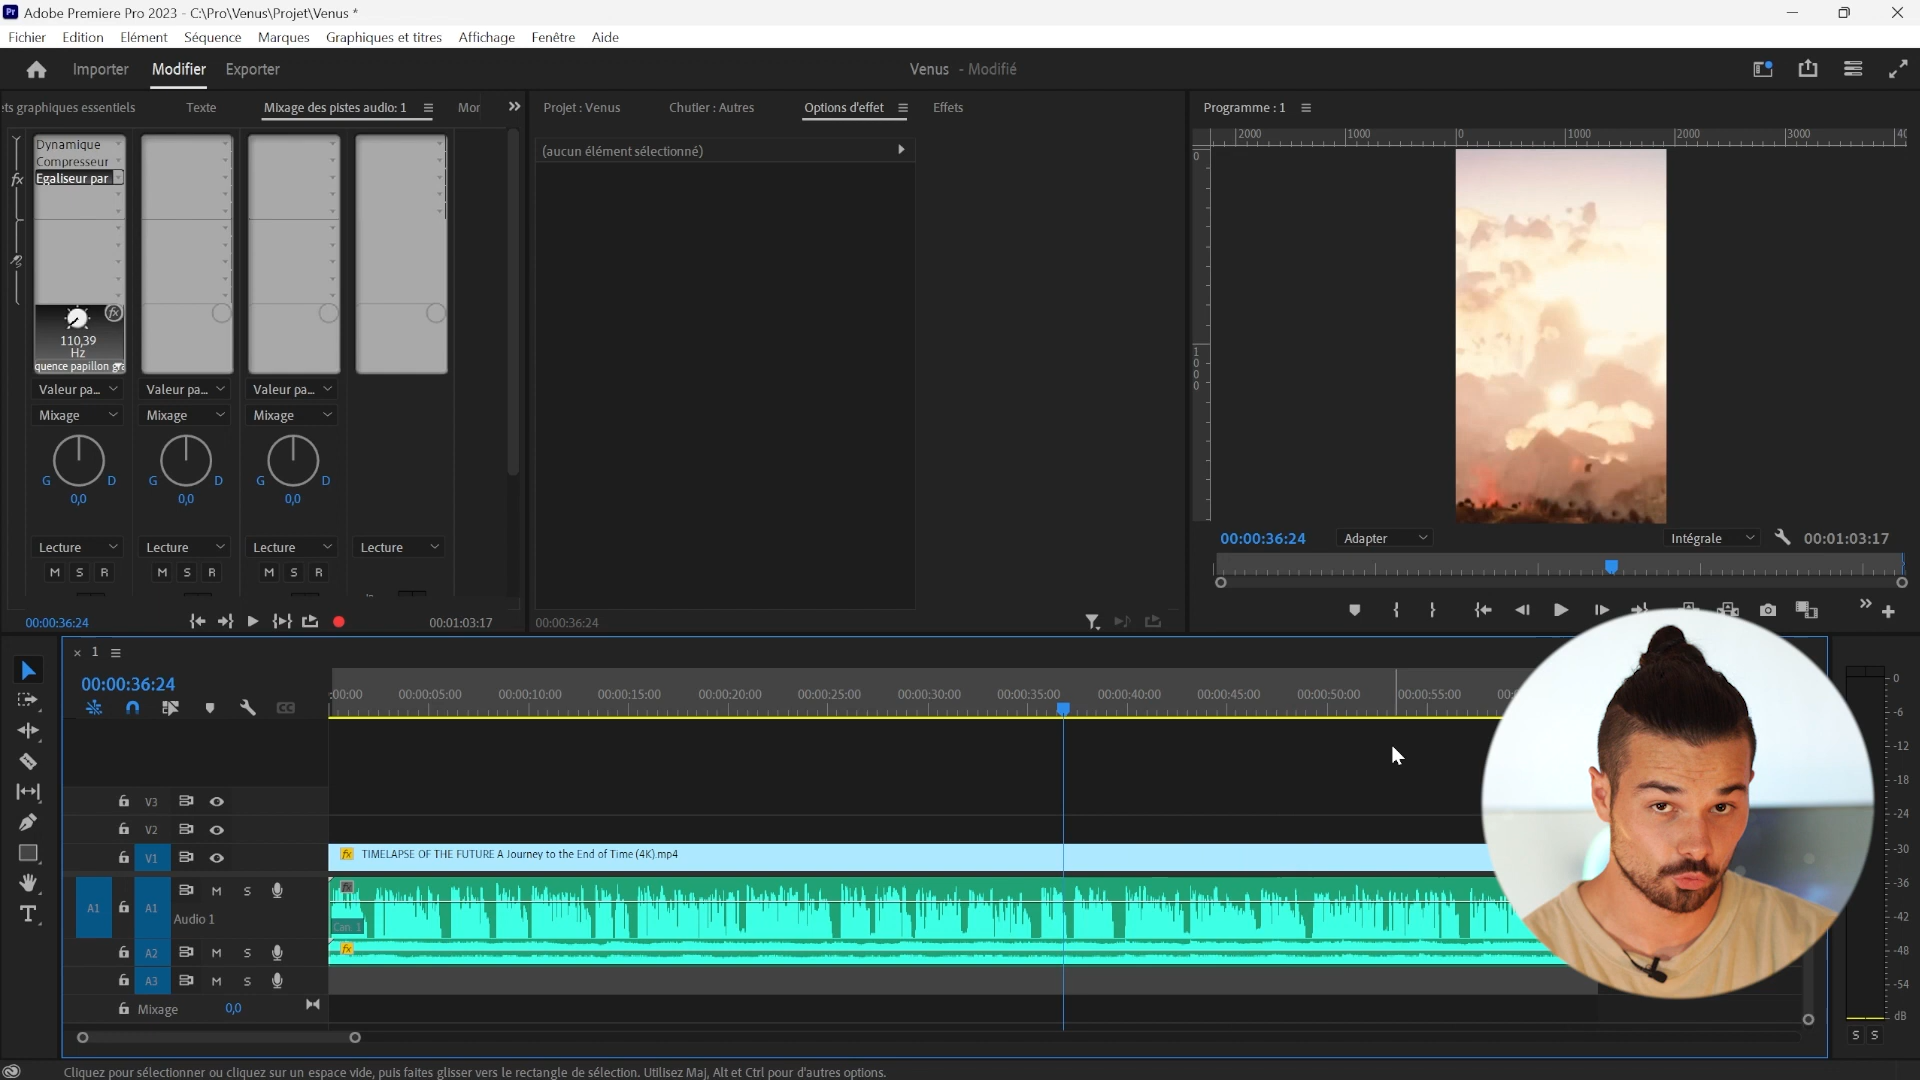 Adobe Premiere Pro 2023 - C:\Pro\Venus\Projet\Venus *
Fichier Edition Elément Séquence Marques Graphiques et titres Affichage Fenêtre Aide
Importer Modifier Exporter
Venus - Modifié
ets graphiques essentiels Texte Mixage des pistes audio: 1 Mor
Projet : Venus Chutier : Autres Options d'effet Effets
Programme : 1
2000 1000 0 1000 2000 3000 40
Dynamique
Compresseur
Egaliseur par
(aucun élément sélectionné)
0
1000
110,39
Hz
quence papillon gra
Valeur pa... Valeur pa... Valeur pa...
Mixage Mixage Mixage
G D G D G D
0,0 0,0 0,0
Lecture Lecture Lecture Lecture
M S R M S R M S R
00:00:36:24 Adapter Intégrale 00:01:03:17
00:00:36:24 00:01:03:17
00:00:36:24
× 1
00:00:36:24
:00:00 00:00:05:00 00:00:10:00 00:00:15:00 00:00:20:00 00:00:25:00 00:00:30:00 00:00:35:00 00:00:40:00 00:00:45:00 00:00:50:00 00:00:55:00 00:
V3
V2
V1 fx TIMELAPSE OF THE FUTURE A Journey to the End of Time (4K).mp4
A1 A1 M S fx
Audio 1
Can. 1
A2 M S fx
A3 M S
Mixage 0,0
0
-6
-12
-18
-24
-30
-36
-42
-48
-54
dB
S S
Cliquez pour sélectionner ou cliquez sur un espace vide, puis faites glisser vers le rectangle de sélection. Utilisez Maj, Alt et Ctrl pour d'autres options.